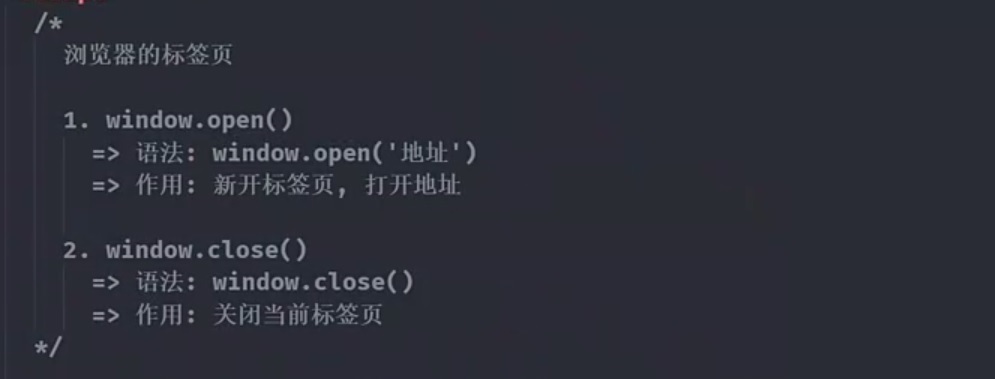 /*
浏览器的标签页
1. window.open()
=> 语法: window.open('地址')
=> 作用: 新开标签页, 打开地址
2. window.close()
=> 语法: window.close()
=> 作用: 关闭当前标签页
*/